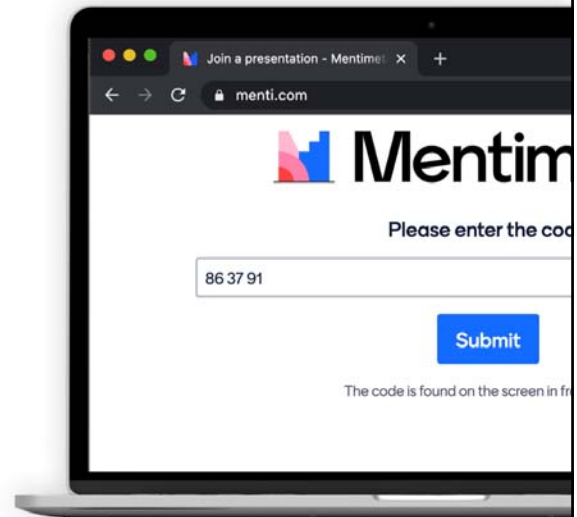 Join a presentation - Mentimet
menti.com
Mentim
Please enter the cod
86 37 91
Submit
The code is found on the screen in fr